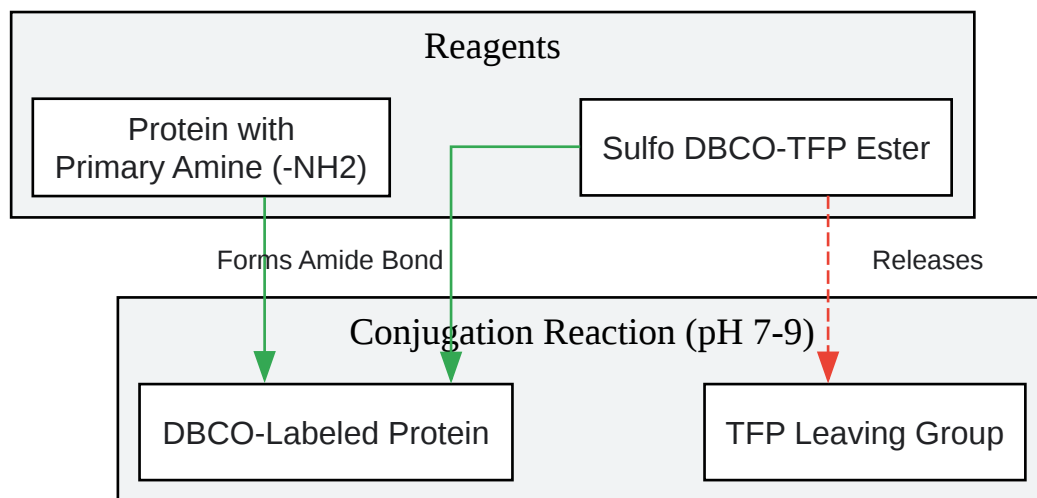 Reagents
Protein with
Primary Amine (-NH2)
Sulfo DBCO-TFP Ester
Forms Amide Bond
Releases
Conjugation Reaction (pH 7-9)
DBCO-Labeled Protein
TFP Leaving Group